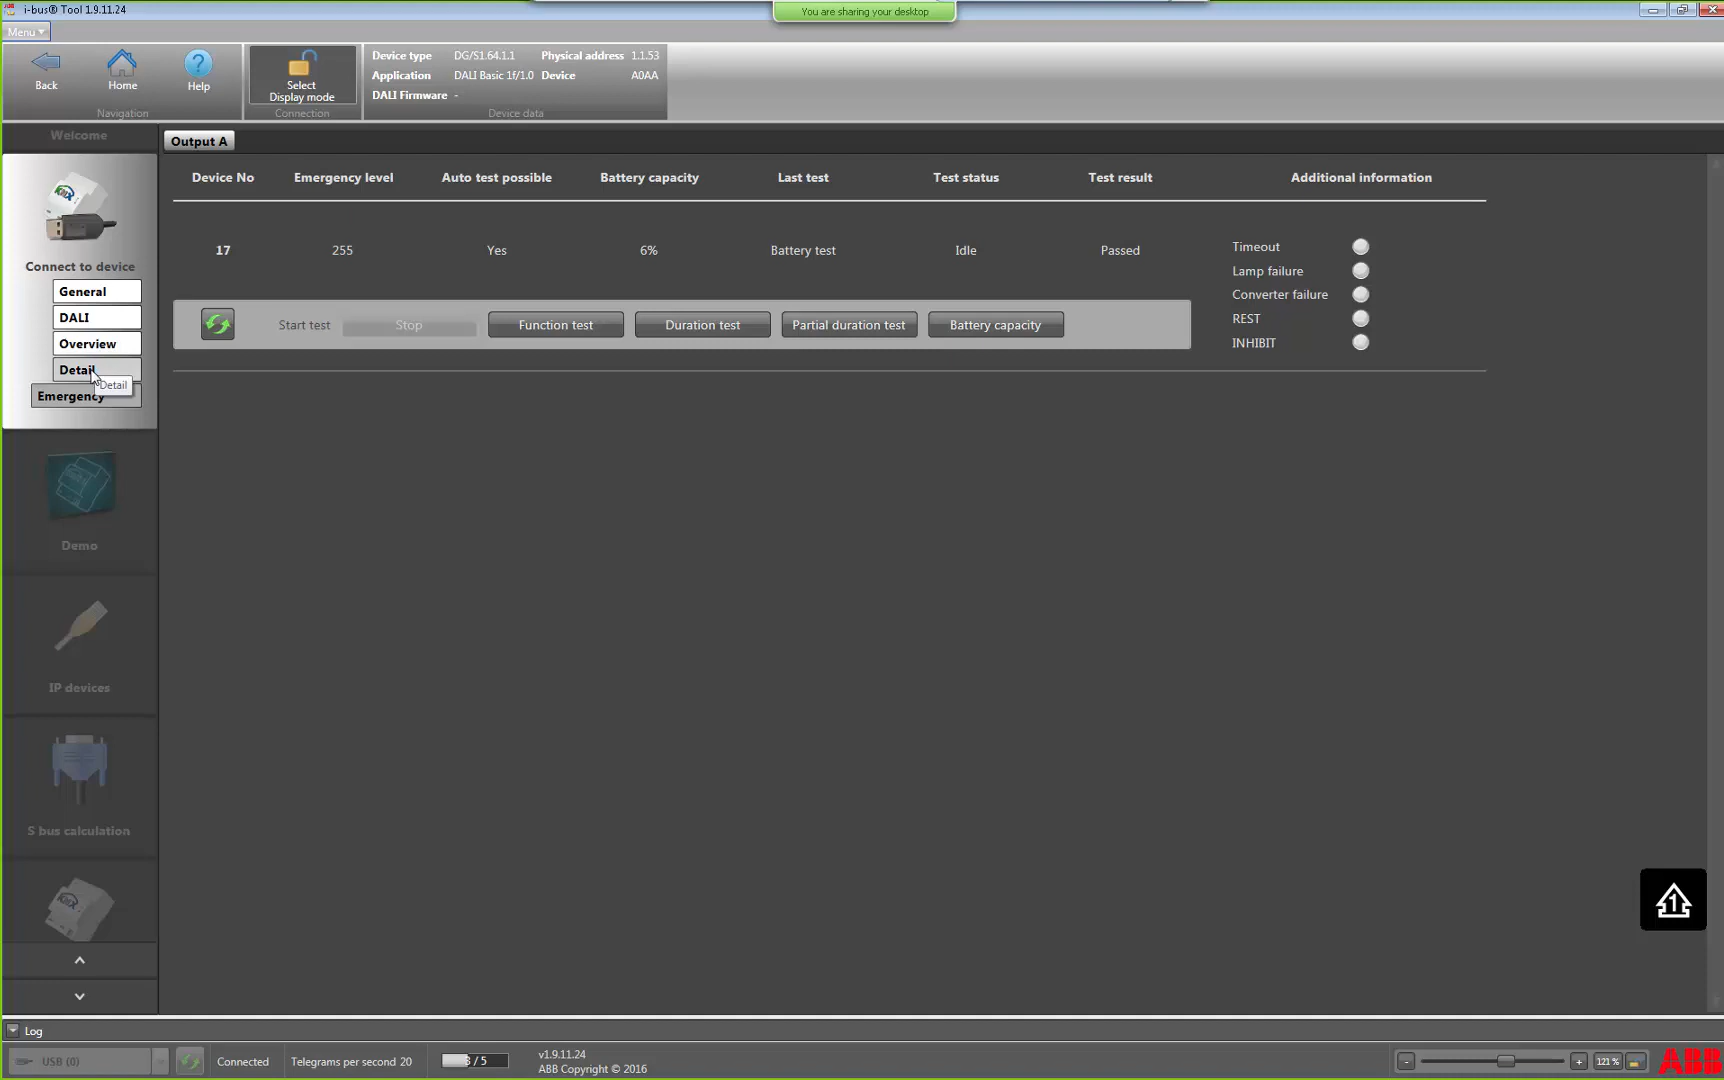 i-bus® Tool 1.9.11.24
You are sharing your desktop
Menu
Back
Home
Help
Navigation
Select
Display mode
Connection
Device type DG/S1.64.1.1 Physical address 1.1.53
Application DALI Basic 1f/1.0 Device A0AA
DALI Firmware -
Device data
Welcome
Output A
Connect to device
General
DALI
Overview
Detail
Detail
Emergency
Demo
IP devices
S bus calculation
Device No Emergency level Auto test possible Battery capacity Last test Test status Test result Additional information
17 255 Yes 6% Battery test Idle Passed
Timeout
Lamp failure
Converter failure
REST
INHIBIT
Start test Stop Function test Duration test Partial duration test Battery capacity
1
Log
USB (0)
Connected
Telegrams per second 20
3 / 5
v1.9.11.24
ABB Copyright © 2016
- + 121 %
ABB